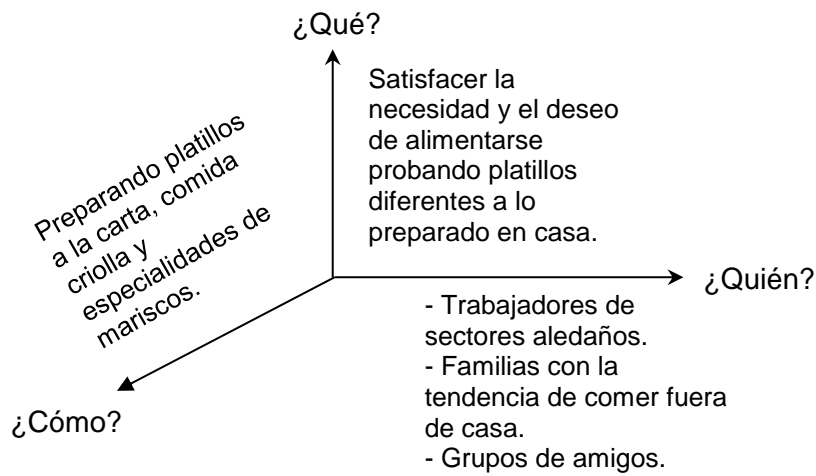 ¿Qué?
Satisfacer la
necesidad y el deseo
de alimentarse
probando platillos
diferentes a lo
preparado en casa.
Preparando platillos
a la carta, comida
criolla y
especialidades de
mariscos.
¿Quién?
- Trabajadores de
sectores aledaños.
- Familias con la
tendencia de comer fuera
de casa.
- Grupos de amigos.
¿Cómo?